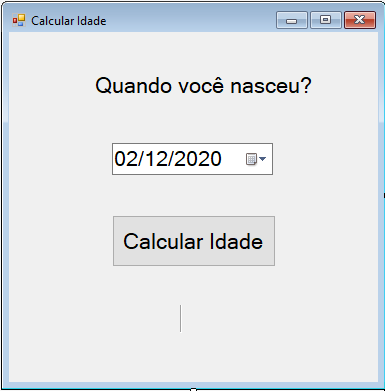 Calcular Idade
Quando você nasceu?
02/12/2020
Calcular Idade